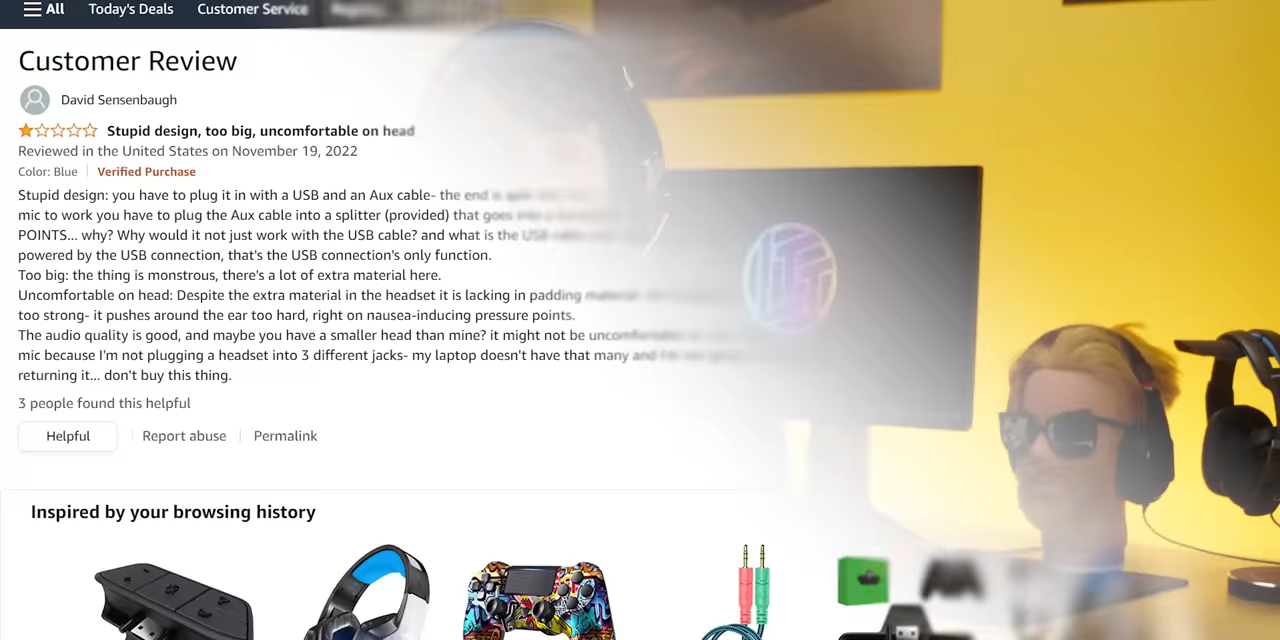 All Today's Deals Customer Service
Customer Review
David Sensenbaugh
Stupid design, too big, uncomfortable on head
Reviewed in the United States on November 19, 2022
Color: Blue Verified Purchase
Stupid design: you have to plug it in with a USB and an Aux cable- the end is
mic to work you have to plug the Aux cable into a splitter (provided) that goes
POINTS... why? Why would it not just work with the USB cable? and what is the USB
powered by the USB connection, that's the USB connection's only function.
Too big: the thing is monstrous, there's a lot of extra material here.
Uncomfortable on head: Despite the extra material in the headset it is lacking in padding material
too strong- it pushes around the ear too hard, right on nausea-inducing pressure points.
The audio quality is good, and maybe you have a smaller head than mine? it might not be uncomfortable
mic because I'm not plugging a headset into 3 different jacks- my laptop doesn't have that many and I'm
returning it... don't buy this thing.
3 people found this helpful
Helpful Report abuse Permalink
Inspired by your browsing history